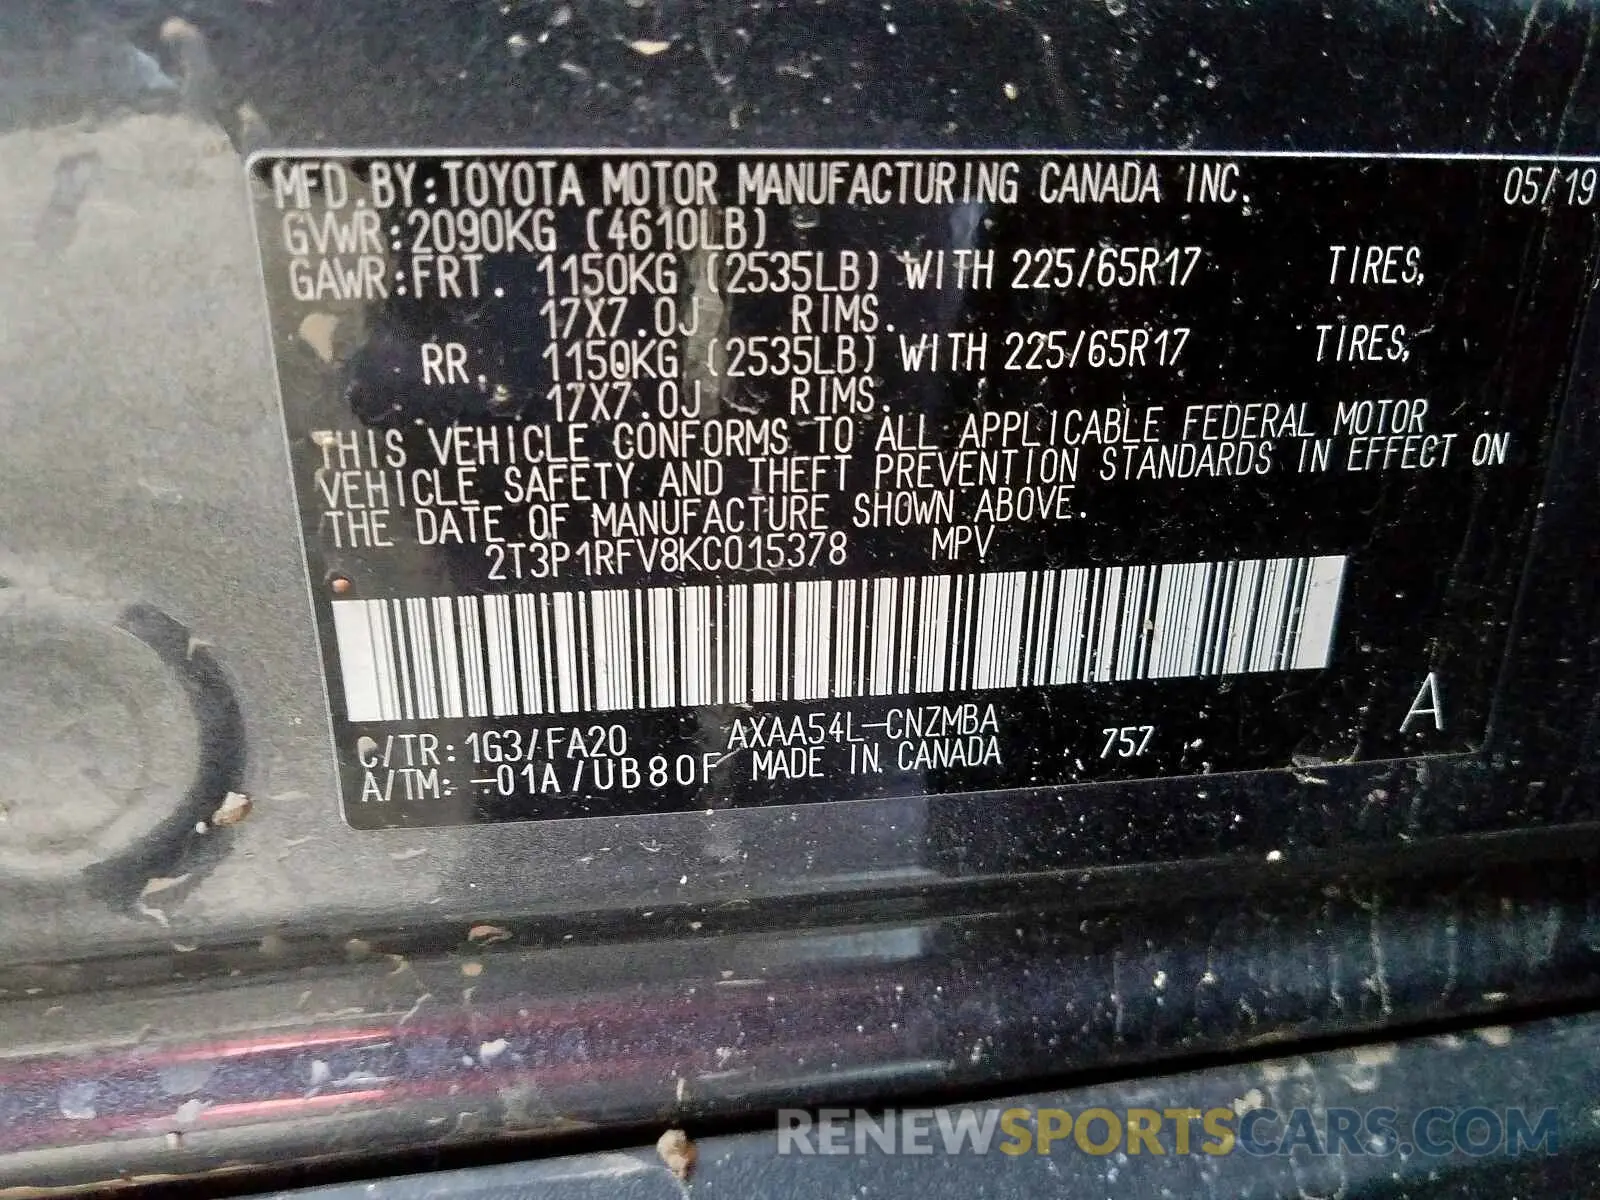 MFD. BY: TOYOTA MOTOR MANUFACTURING CANADA INC. 05/19
GVWR: 2090KG (4610LB)
GAWR: FRT. 1150KG (2535LB) WITH 225/65R17 TIRES,
17X7.0J RIMS.
RR. 1150KG (2535LB) WITH 225/65R17 TIRES,
17X7.0J RIMS.
THIS VEHICLE CONFORMS TO ALL APPLICABLE FEDERAL MOTOR
VEHICLE SAFETY AND THEFT PREVENTION STANDARDS IN EFFECT ON
THE DATE OF MANUFACTURE SHOWN ABOVE.
2T3P1RFV8KC015378 MPV
C/TR: 1G3/FA20 AXAA54L-CNZMBA 757 A
A/TM: -01A/UB80F MADE IN CANADA
RENEWSPORTSCARS.COM